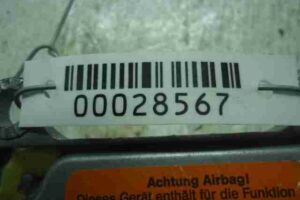 00028567
Achtung Airbag!
Dieses Gerät enthält für die Funktion